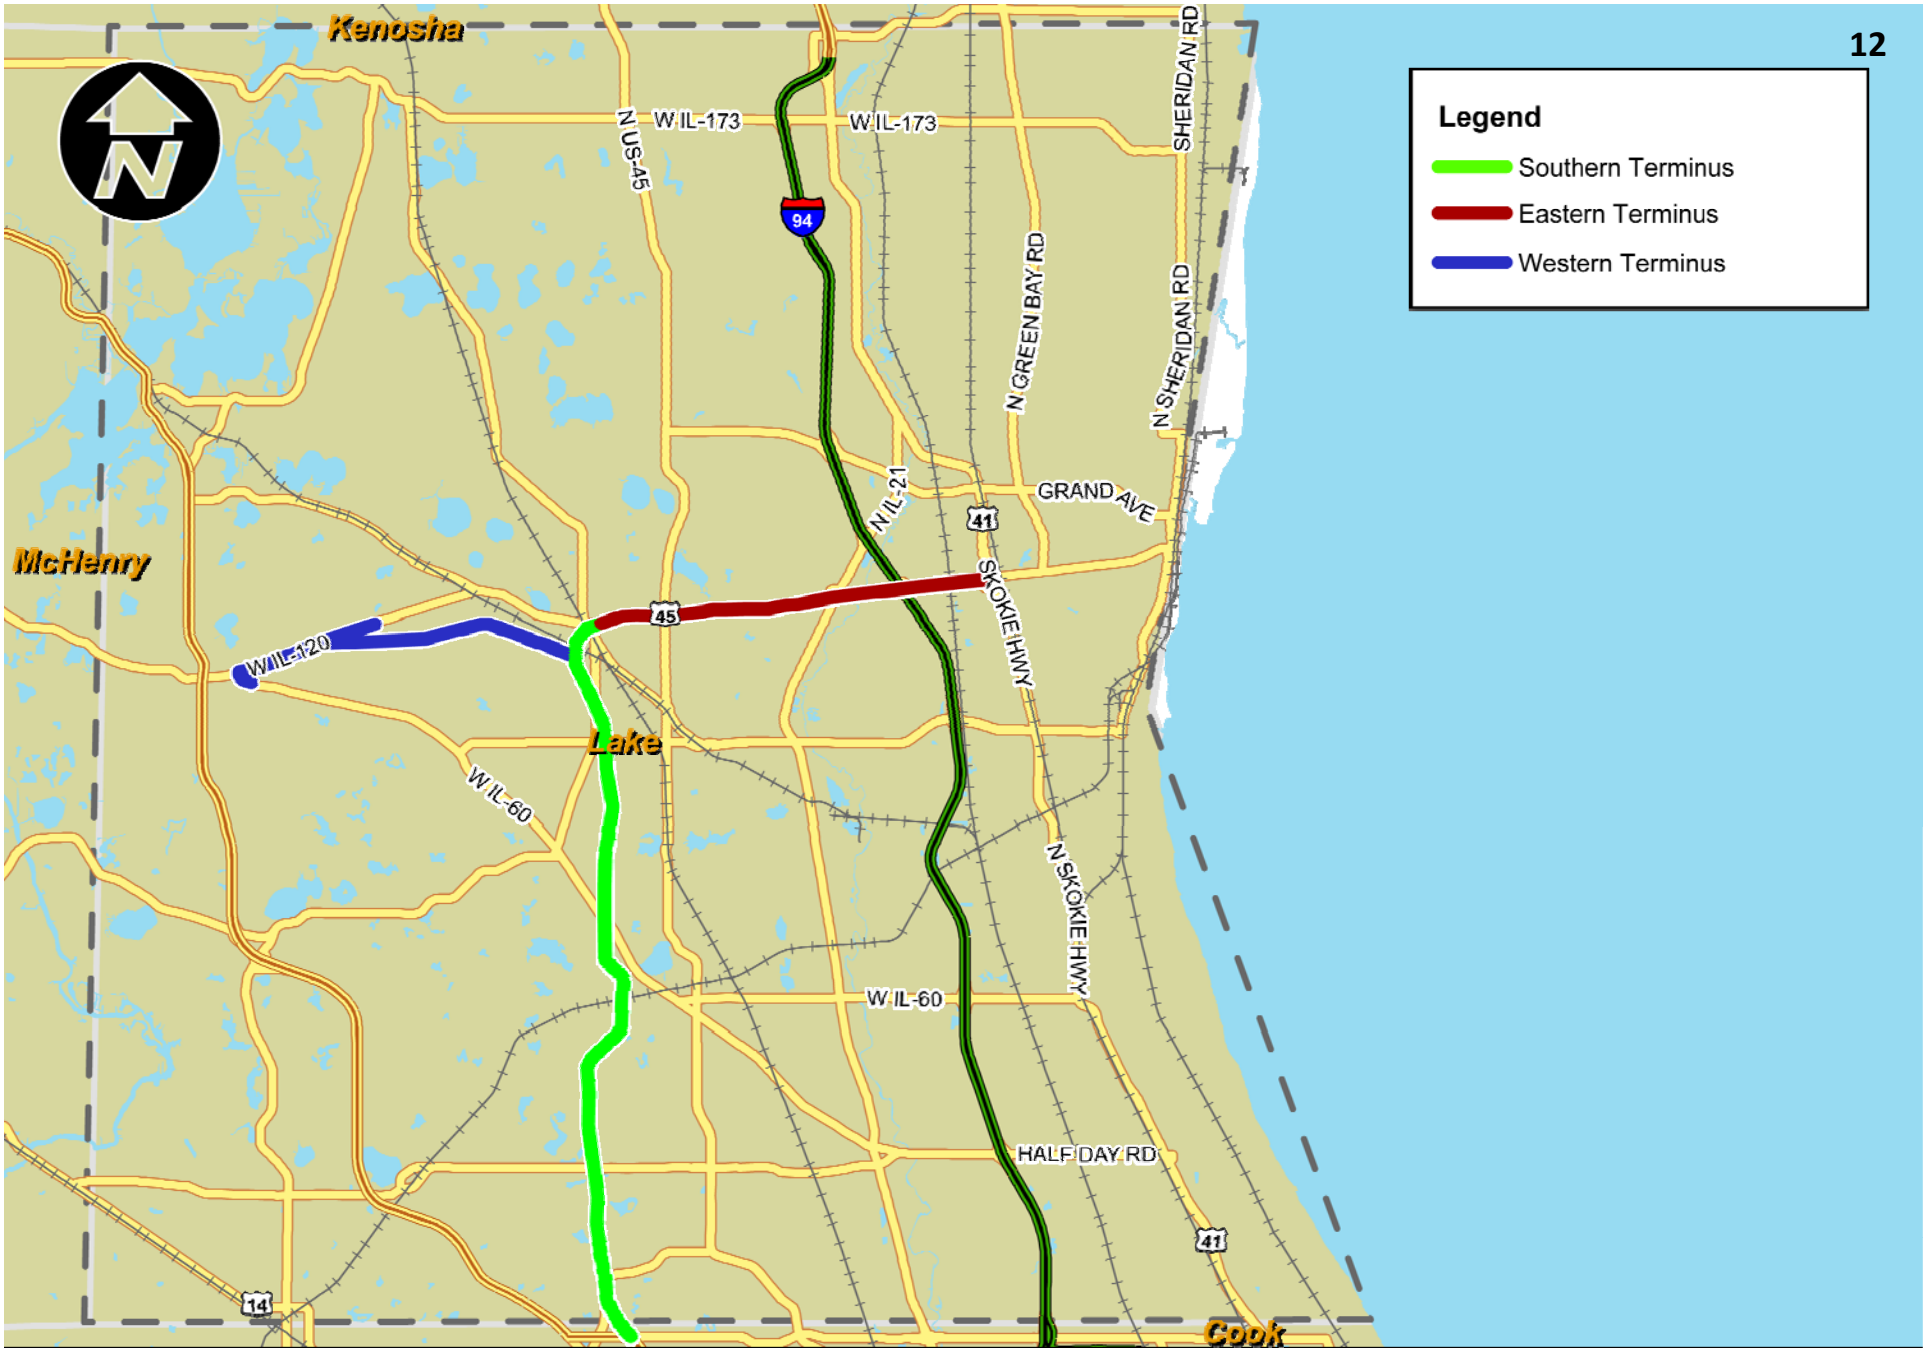 Kenosha
12
N
Legend
Southern Terminus
Eastern Terminus
Western Terminus
SHERIDAN RD
N US-45
W IL-173
W IL-173
94
N GREEN BAY RD
N SHERIDAN RD
N IL-21
GRAND AVE
41
McHenry
SKOKIE HWY
45
W IL-120
Lake
W IL-60
N SKOKIE HWY
W IL-60
HALF DAY RD
41
14
Cook